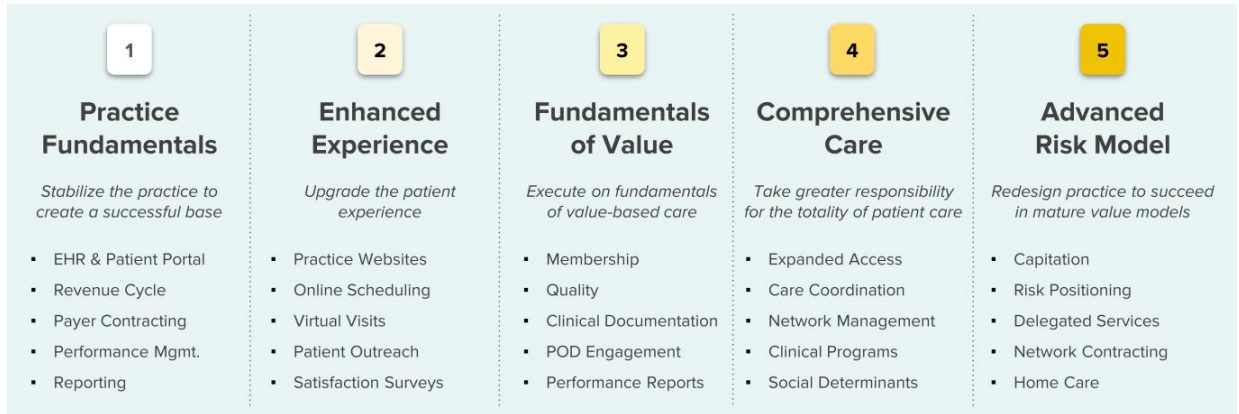 1
Practice
Fundamentals
Stabilize the practice to
create a successful base
▪ EHR & Patient Portal
▪ Revenue Cycle
▪ Payer Contracting
▪ Performance Mgmt.
▪ Reporting
2
Enhanced
Experience
Upgrade the patient
experience
▪ Practice Websites
▪ Online Scheduling
▪ Virtual Visits
▪ Patient Outreach
▪ Satisfaction Surveys
3
Fundamentals
of Value
Execute on fundamentals
of value-based care
▪ Membership
▪ Quality
▪ Clinical Documentation
▪ POD Engagement
▪ Performance Reports
4
Comprehensive
Care
Take greater responsibility
for the totality of patient care
▪ Expanded Access
▪ Care Coordination
▪ Network Management
▪ Clinical Programs
▪ Social Determinants
5
Advanced
Risk Model
Redesign practice to succeed
in mature value models
▪ Capitation
▪ Risk Positioning
▪ Delegated Services
▪ Network Contracting
▪ Home Care